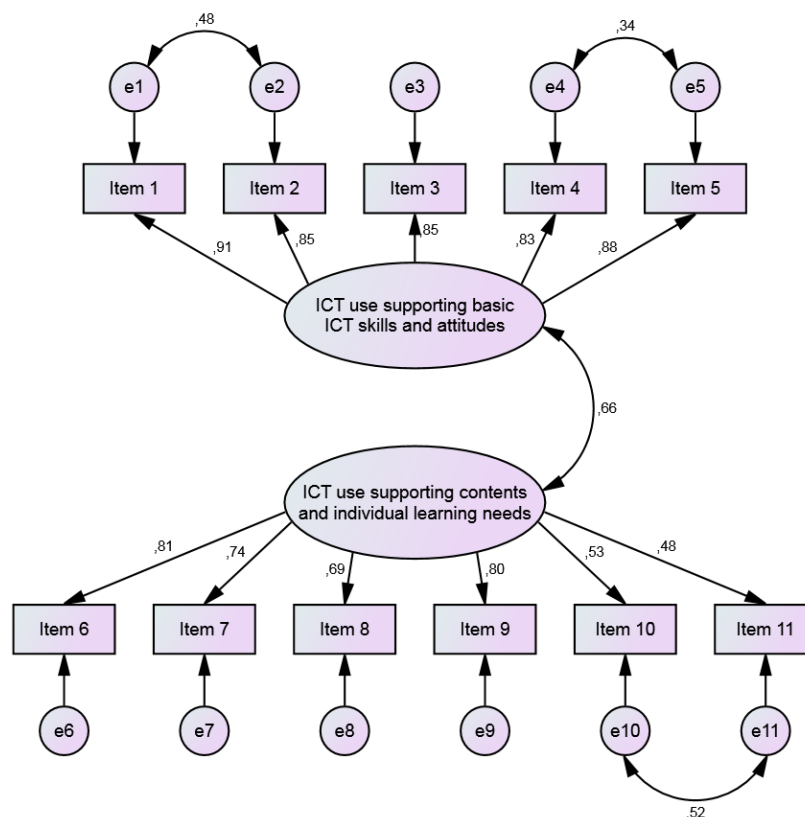 ,48
,34
e1
e2
e3
e4
e5
Item 1
Item 2
Item 3
Item 4
Item 5
,91
,85
,85
,83
,88
ICT use supporting basic
ICT skills and attitudes
,66
ICT use supporting contents
and individual learning needs
,81
,74
,69
,80
,53
,48
Item 6
Item 7
Item 8
Item 9
Item 10
Item 11
e6
e7
e8
e9
e10
e11
,52